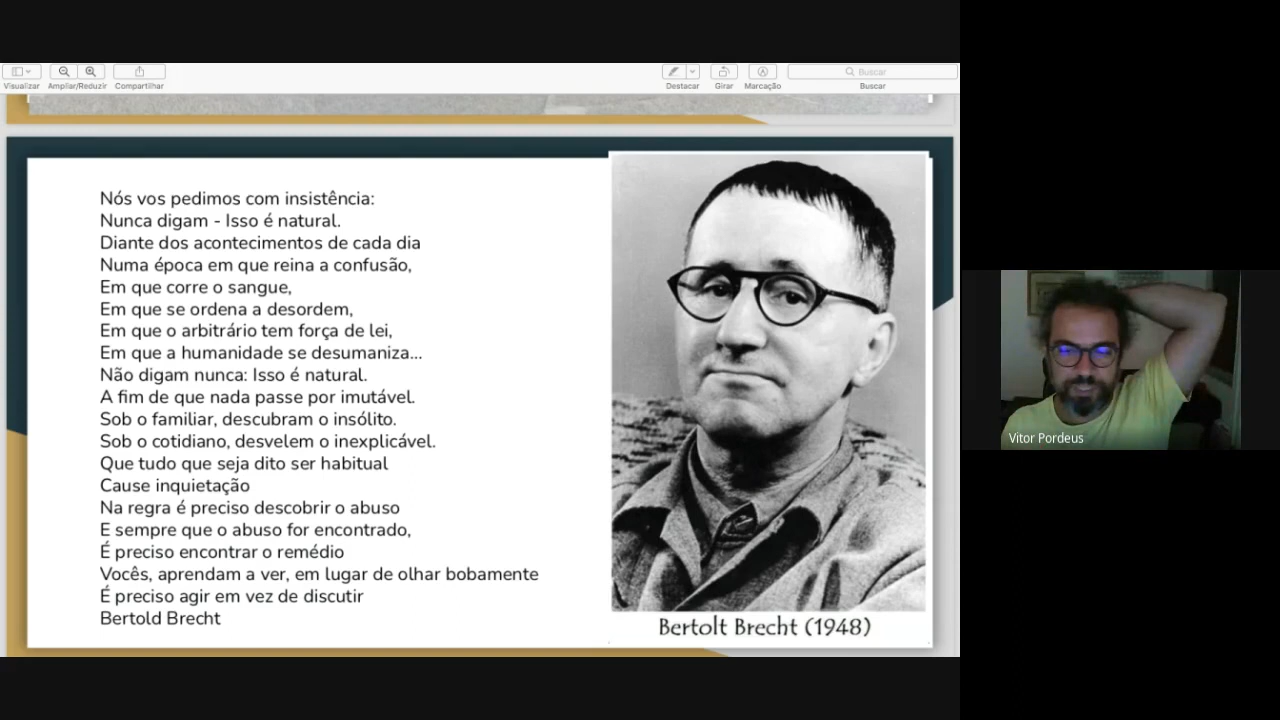 Visualizar
Ampliar/Reduzir
Compartilhar
Destacar
Girar
Marcação
Buscar
Buscar
Nós vos pedimos com insistência:
Nunca digam - Isso é natural.
Diante dos acontecimentos de cada dia
Numa época em que reina a confusão,
Em que corre o sangue,
Em que se ordena a desordem,
Em que o arbitrário tem força de lei,
Em que a humanidade se desumaniza...
Não digam nunca: Isso é natural.
A fim de que nada passe por imutável.
Sob o familiar, descubram o insólito.
Sob o cotidiano, desvelem o inexplicável.
Que tudo que seja dito ser habitual
Cause inquietação
Na regra é preciso descobrir o abuso
E sempre que o abuso for encontrado,
É preciso encontrar o remédio
Vocês, aprendam a ver, em lugar de olhar bobamente
É preciso agir em vez de discutir
Bertold Brecht
Bertolt Brecht (1948)
Vitor Pordeus